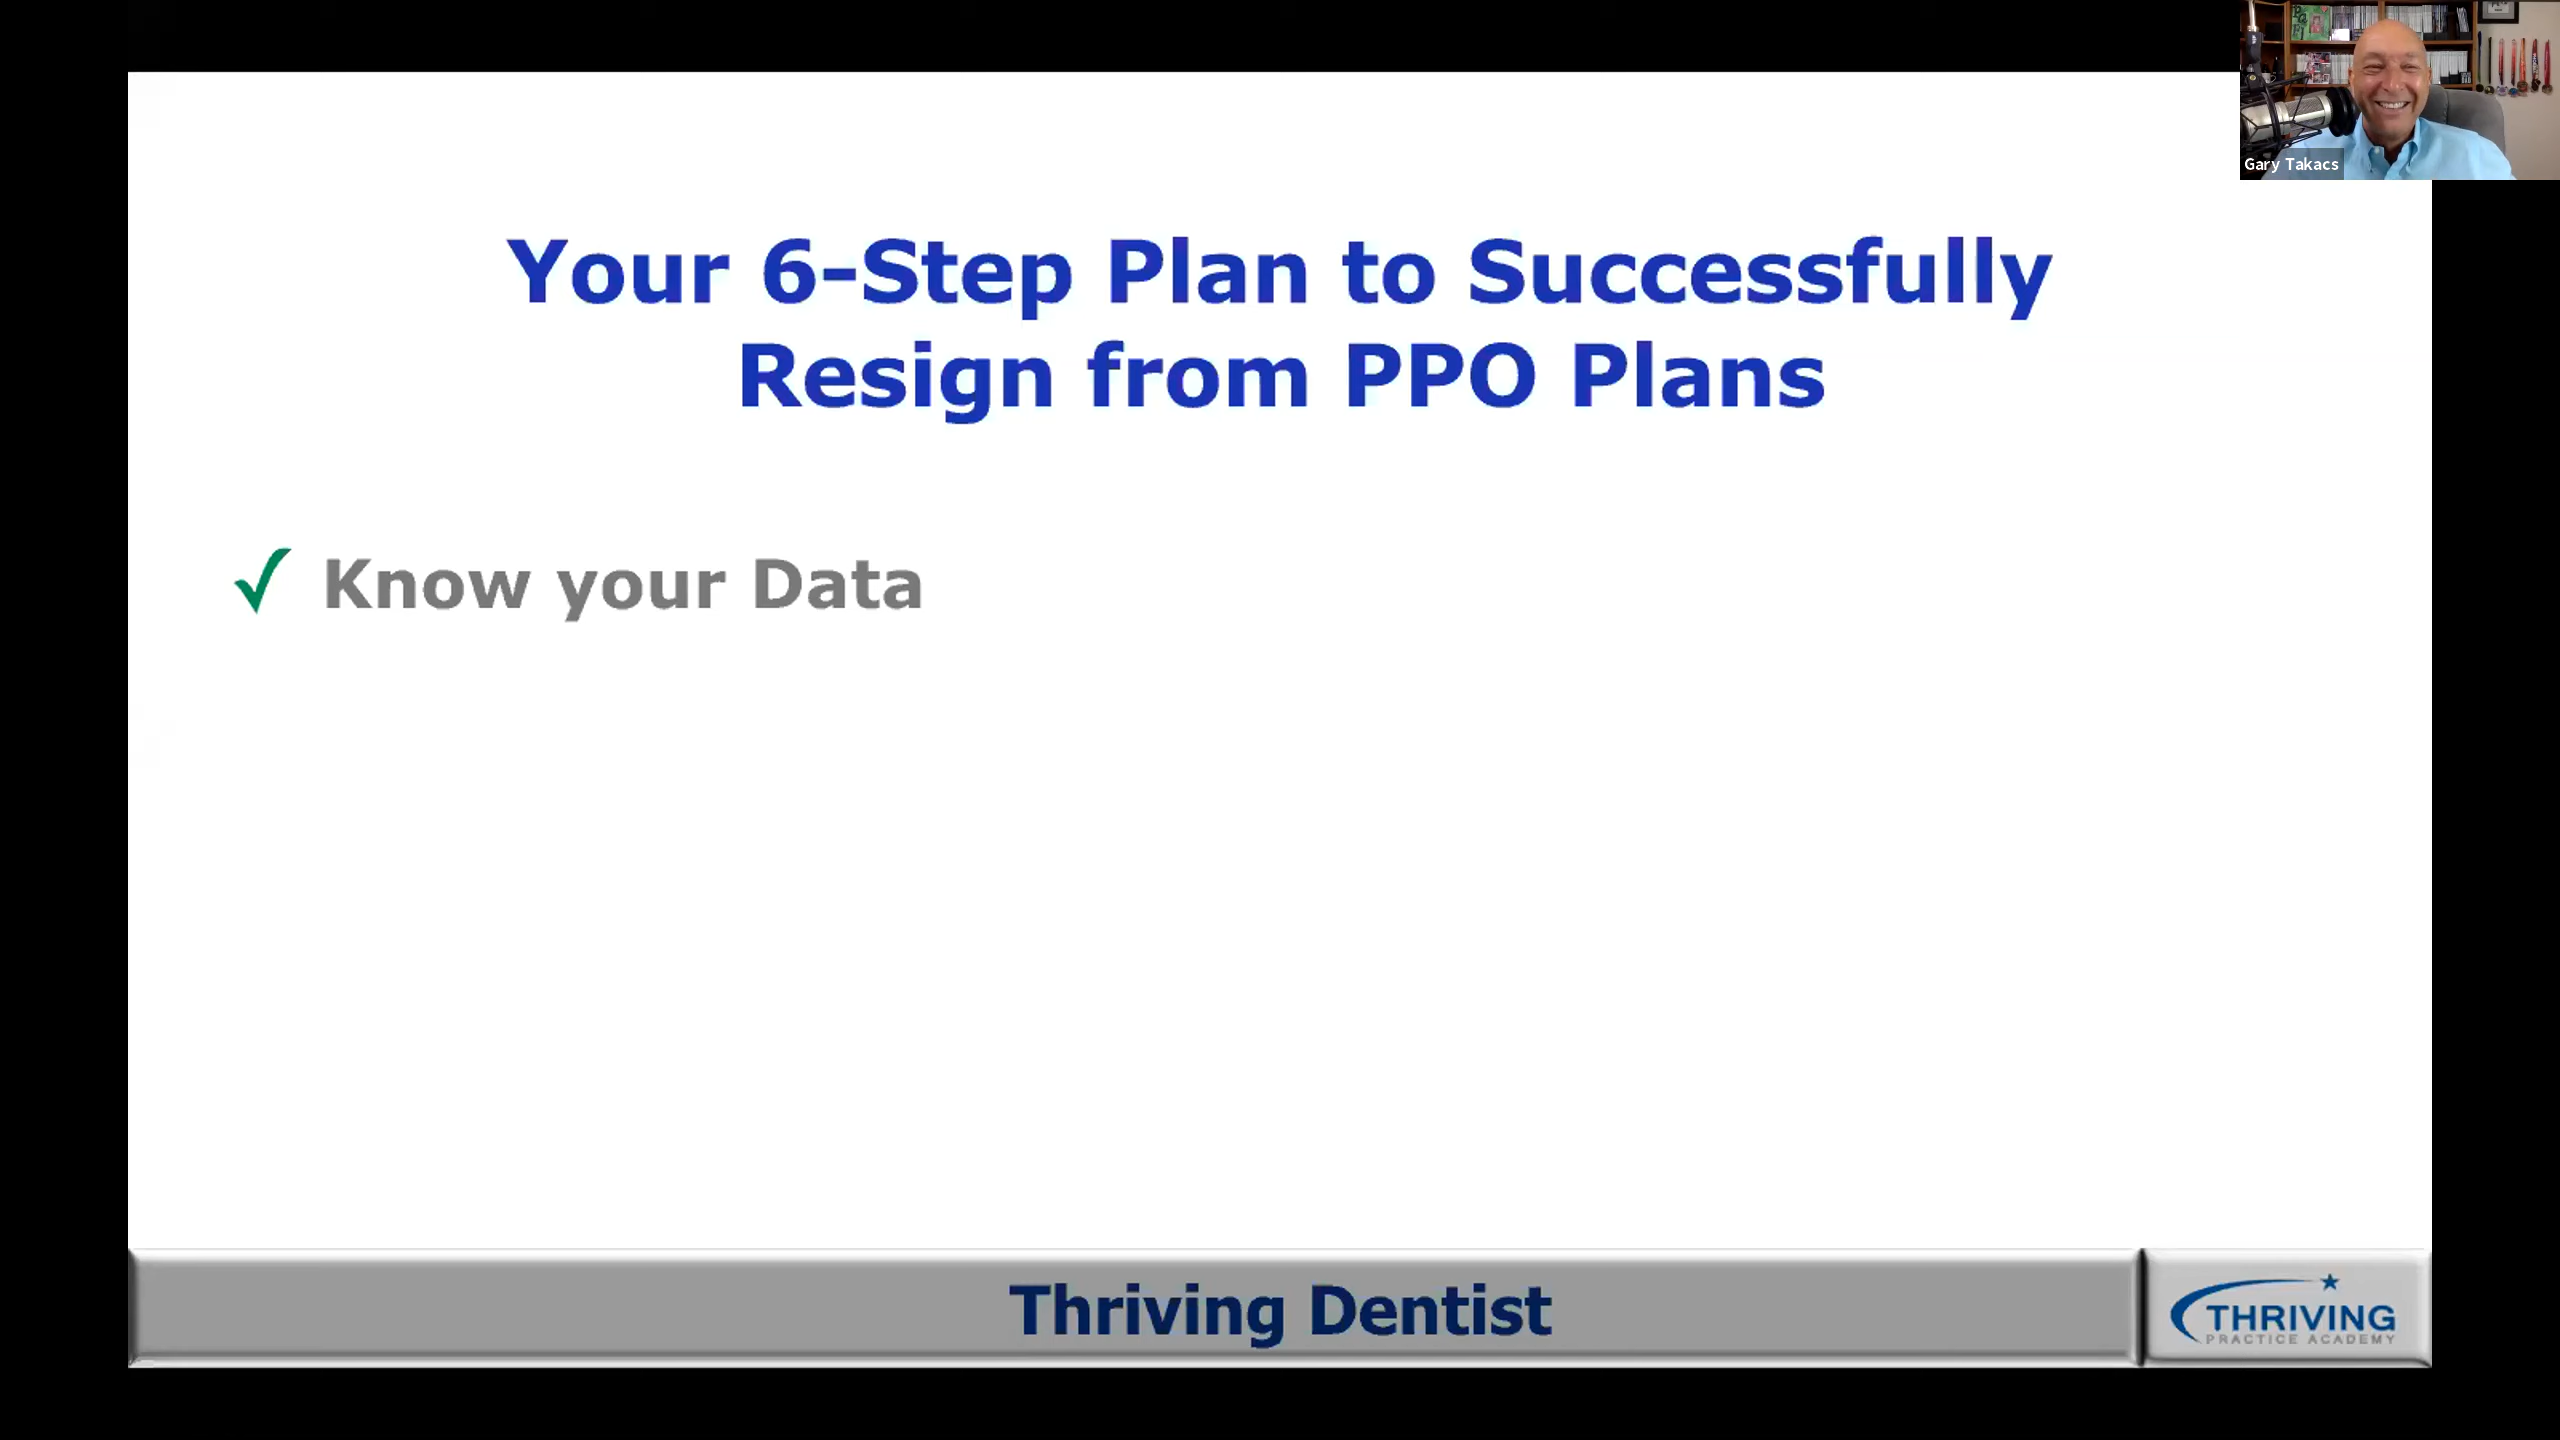 Gary Takacs
Your 6-Step Plan to Successfully
Resign from PPO Plans
✓ Know your Data
Thriving Dentist
THRIVING
PRACTICE ACADEMY